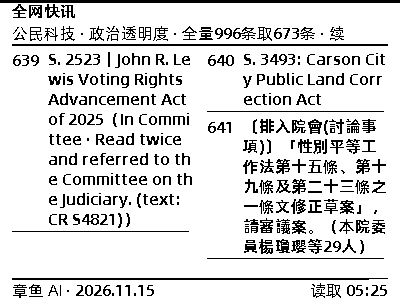 全网快讯
公民科技 · 政治透明度 · 全量996条取673条 · 续
639 S. 2523 | John R. Le
wis Voting Rights
Advancement Act
of 2025（In Commi
ttee · Read twice
and referred to th
e Committee on th
e Judiciary. (text:
CR S4821)）
640 S. 3493: Carson Cit
y Public Land Corr
ection Act
641 〔排入院會(討論事
項)〕「性別平等工
作法第十五條、第十
九條及第二十三條之
一條文修正草案」，
請審議案。（本院委
員楊瓊瓔等29人）
章鱼 AI · 2026.11.15
读取 05:25